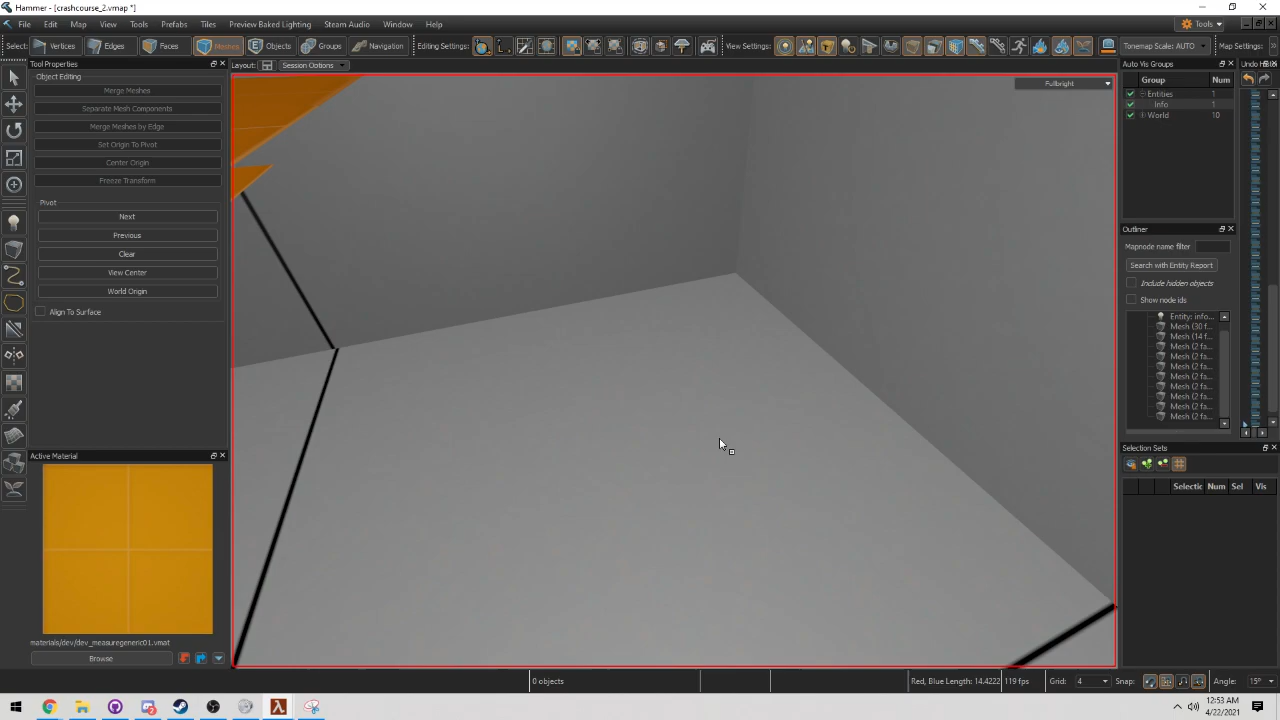 Hammer - [crashcourse_2.vmap *]
File Edit Map View Tools Prefabs Tiles Preview Baked Lighting Steam Audio Window Help Tools
Select: Vertices Edges Faces Meshes Objects Groups Navigation Editing Settings: View Settings: Tonemap Scale: AUTO Map Settings:
Layout: Session Options
Tool Properties
Object Editing
Merge Meshes
Separate Mesh Components
Merge Meshes by Edge
Set Origin To Pivot
Center Origin
Freeze Transform
Pivot
Next
Previous
Clear
View Center
World Origin
Align To Surface
Active Material
materials/dev/dev_measuregeneric01.vmat
Browse
Fullbright
Auto Vis Groups
Group Num
Entities 1
Info 1
World 10
Outliner
Mapnode name filter
Search with Entity Report
Include hidden objects
Show node ids
Entity: info...
Mesh (30 f...
Mesh (14 f...
Mesh (2 fa...
Mesh (2 fa...
Mesh (2 fa...
Mesh (2 fa...
Mesh (2 fa...
Mesh (2 fa...
Mesh (2 fa...
Mesh (2 fa...
Selection Sets
Selectic Num Sel Vis
0 objects Red, Blue Length: 14.4222 119 fps Grid: 4 Snap: Angle: 15°
12:53 AM
4/22/2021